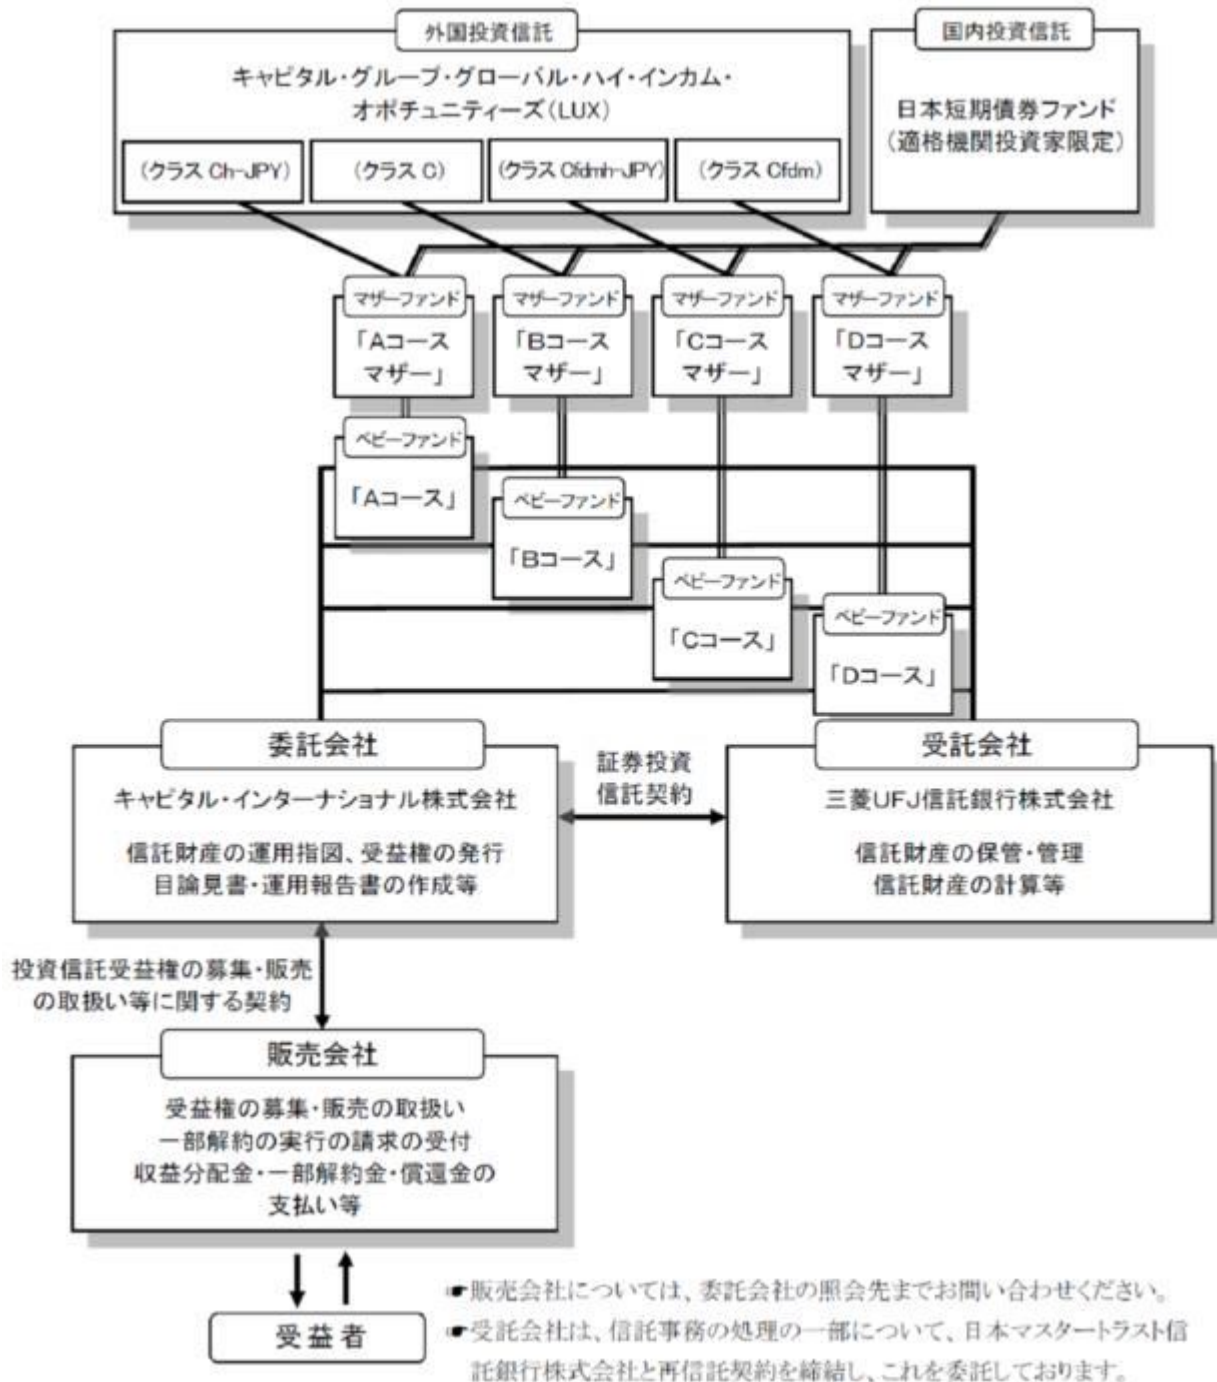 外国投資信託
キャピタル・グループ・グローバル・ハイ・インカム・
オポチュニティーズ(LUX)
(クラス Ch-JPY)
(クラス C)
(クラス Cfdmh-JPY)
(クラス Cfdm)
国内投資信託
日本短期債券ファンド
(適格機関投資家限定)
マザーファンド
「Aコース
マザー」
マザーファンド
「Bコース
マザー」
マザーファンド
「Cコース
マザー」
マザーファンド
「Dコース
マザー」
ベビーファンド
「Aコース」
ベビーファンド
「Bコース」
ベビーファンド
「Cコース」
ベビーファンド
「Dコース」
委託会社
キャピタル・インターナショナル株式会社
信託財産の運用指図、受益権の発行
目論見書・運用報告書の作成等
証券投資
信託契約
受託会社
三菱UFJ信託銀行株式会社
信託財産の保管・管理
信託財産の計算等
投資信託受益権の募集・販売
の取扱い等に関する契約
販売会社
受益権の募集・販売の取扱い
一部解約の実行の請求の受付
収益分配金・一部解約金・償還金の
支払い等
受益者
☛販売会社については、委託会社の照会先までお問い合わせください。
☛受託会社は、信託事務の処理の一部について、日本マスタートラスト信
託銀行株式会社と再信託契約を締結し、これを委託しております。